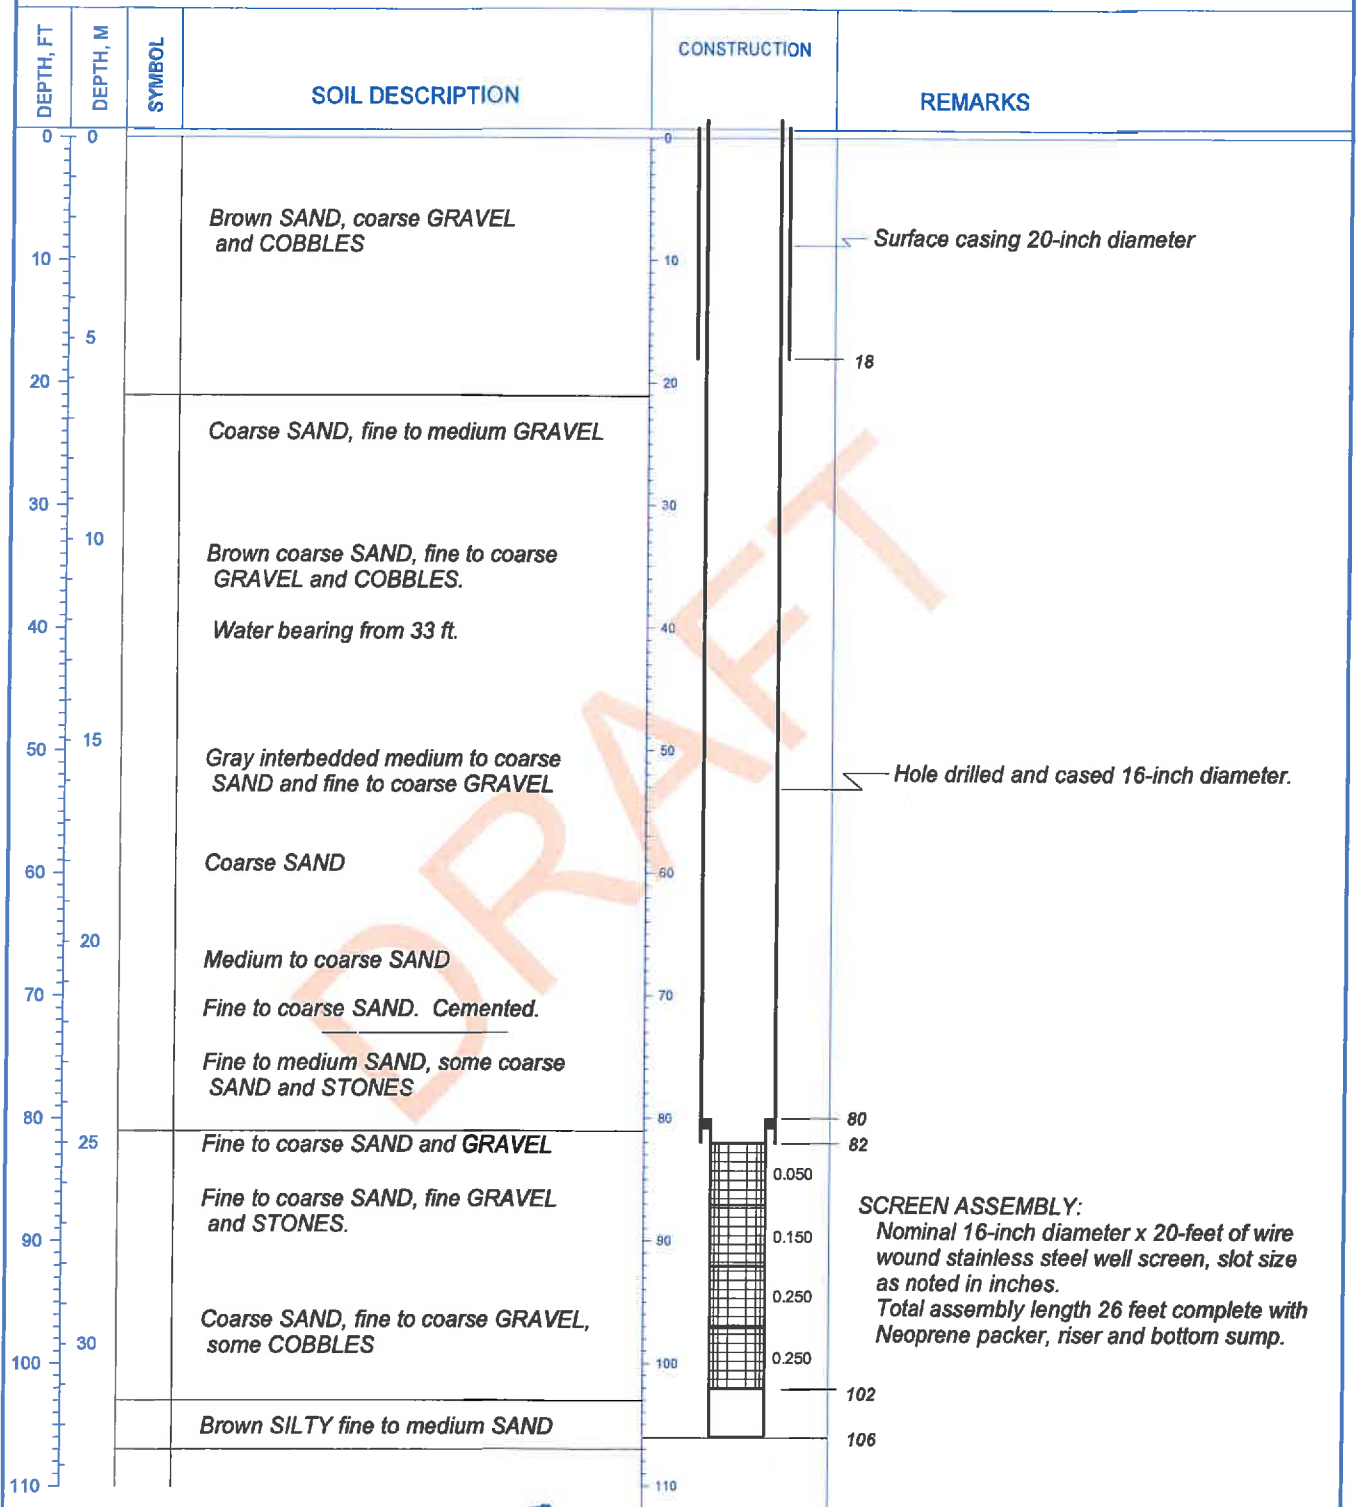 DEPTH, FT
DEPTH, M
SYMBOL
SOIL DESCRIPTION
CONSTRUCTION
REMARKS
0
0
0
Brown SAND, coarse GRAVEL
and COBBLES
Surface casing 20-inch diameter
10
10
5
18
20
20
Coarse SAND, fine to medium GRAVEL
30
30
10
Brown coarse SAND, fine to coarse
GRAVEL and COBBLES.
40
Water bearing from 33 ft.
40
50
15
50
Gray interbedded medium to coarse
SAND and fine to coarse GRAVEL
Hole drilled and cased 16-inch diameter.
60
Coarse SAND
60
20
Medium to coarse SAND
70
70
Fine to coarse SAND. Cemented.
Fine to medium SAND, some coarse
SAND and STONES
80
80
80
25
Fine to coarse SAND and GRAVEL
82
0.050
Fine to coarse SAND, fine GRAVEL
and STONES.
90
90
0.150
SCREEN ASSEMBLY:
Nominal 16-inch diameter x 20-feet of wire
wound stainless steel well screen, slot size
as noted in inches.
Total assembly length 26 feet complete with
Neoprene packer, riser and bottom sump.
0.250
Coarse SAND, fine to coarse GRAVEL,
some COBBLES
30
100
100
0.250
102
Brown SILTY fine to medium SAND
106
110
110
DRAFT